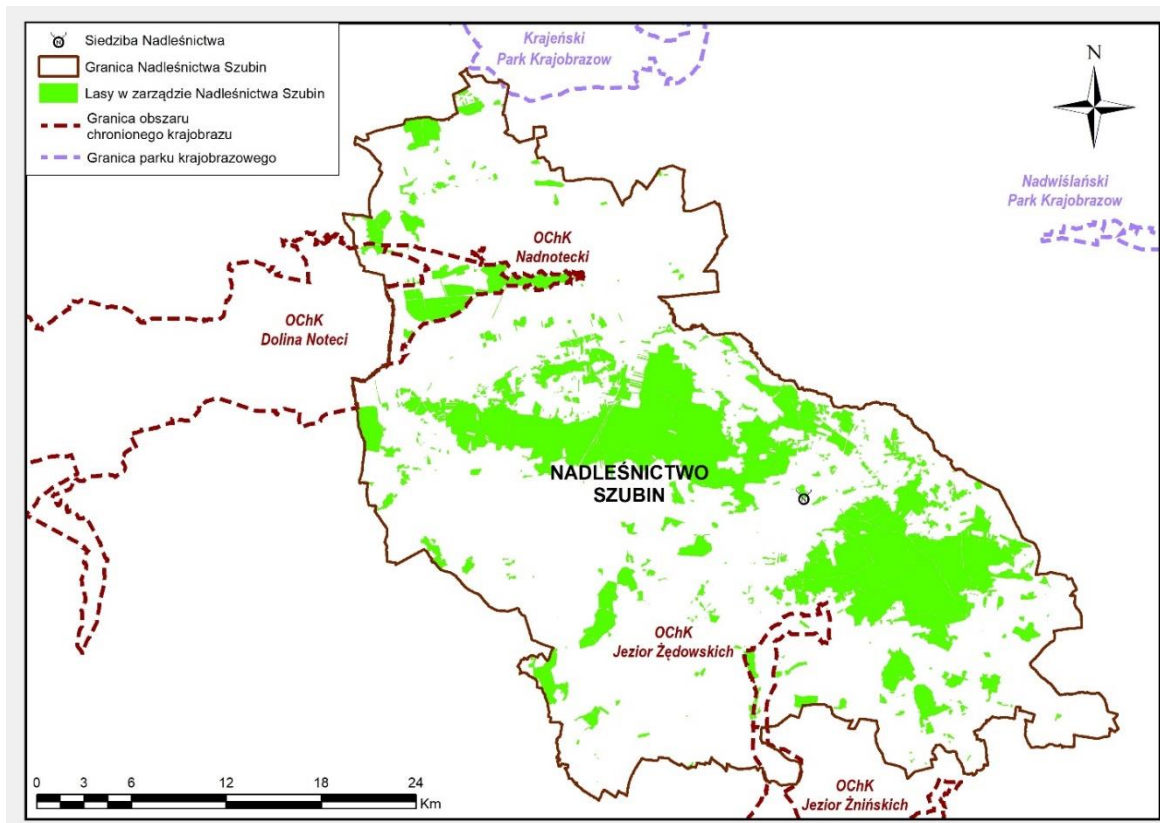 Siedziba Nadleśnictwa
Granica Nadleśnictwa Szubin
Lasy w zarządzie Nadleśnictwa Szubin
Granica obszaru
chronionego krajobrazu
Granica parku krajobrazowego
Krajeński
Park Krajobrazow
N
Nadwiślański
Park Krajobrazow
OChK
Nadnotecki
OChK
Dolina Noteci
NADLEŚNICTWO
SZUBIN
OChK
Jezior Żędowskich
OChK
Jezior Żnińskich
0 3 6 12 18 24
Km